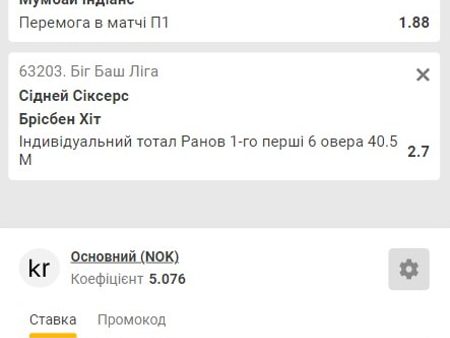 Мумбай Індіанс
Перемога в матчі П1 1.88
63203. Біг Баш Ліга
Сідней Сіксерс
Брісбен Хіт
Індивідуальний тотал Ранов 1-го перші 6 овера 40.5
М 2.7
kr
Основний (NOK)
Коефіцієнт 5.076
Ставка Промокод